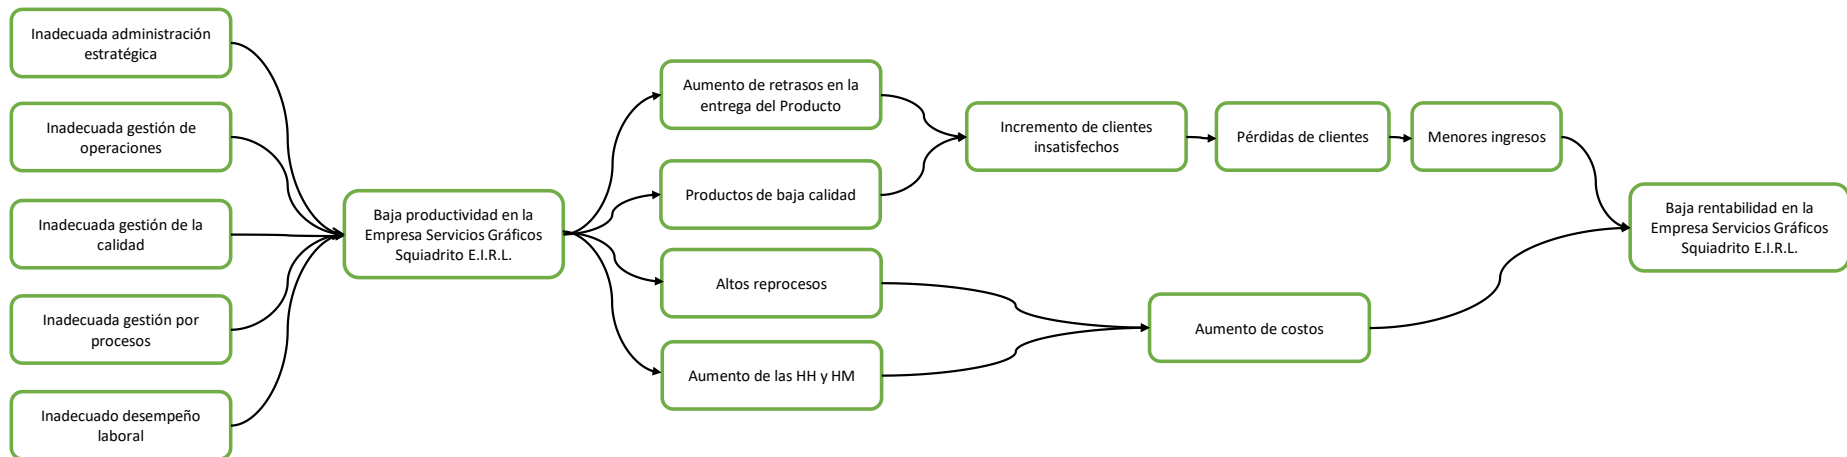 Inadecuada administración
estratégica
Inadecuada gestión de
operaciones
Inadecuada gestión de la
calidad
Inadecuada gestión por
procesos
Inadecuado desempeño
laboral
Baja productividad en la
Empresa Servicios Gráficos
Squiadrito E.I.R.L.
Aumento de retrasos en la
entrega del Producto
Productos de baja calidad
Altos reprocesos
Aumento de las HH y HM
Incremento de clientes
insatisfechos
Pérdidas de clientes
Menores ingresos
Aumento de costos
Baja rentabilidad en la
Empresa Servicios Gráficos
Squiadrito E.I.R.L.